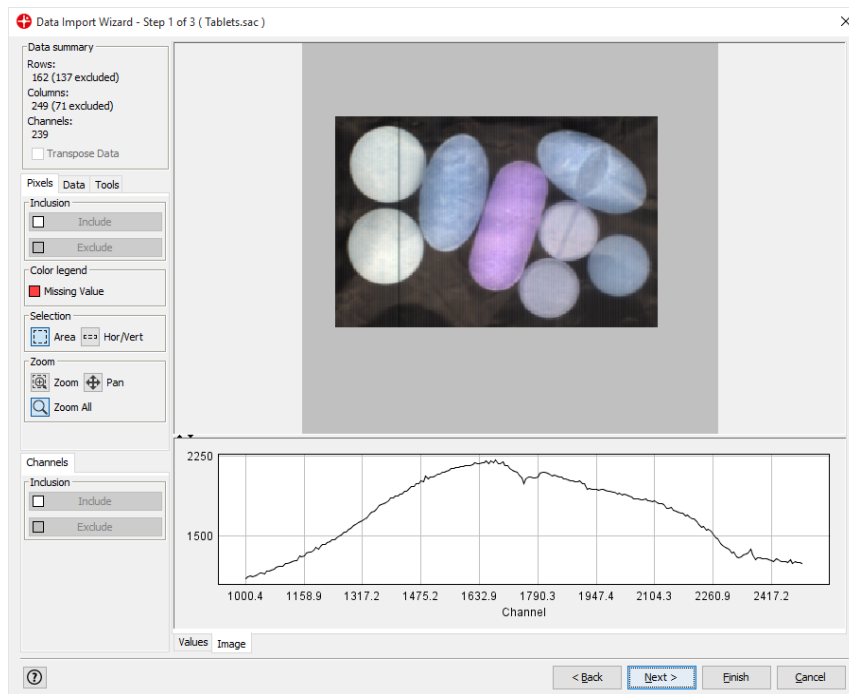 Data Import Wizard - Step 1 of 3 ( Tablets.sac )
Data summary
Rows:
162 (137 excluded)
Columns:
249 (71 excluded)
Channels:
239
Transpose Data
Pixels Data Tools
Inclusion
Include
Exclude
Color legend
Missing Value
Selection
Area Hor/Vert
Zoom
Zoom Pan
Zoom All
Channels
Inclusion
Include
Exclude
2250
1500
1000.4 1158.9 1317.2 1475.2 1632.9 1790.3 1947.4 2104.3 2260.9 2417.2
Channel
Values Image
< Back Next > Finish Cancel